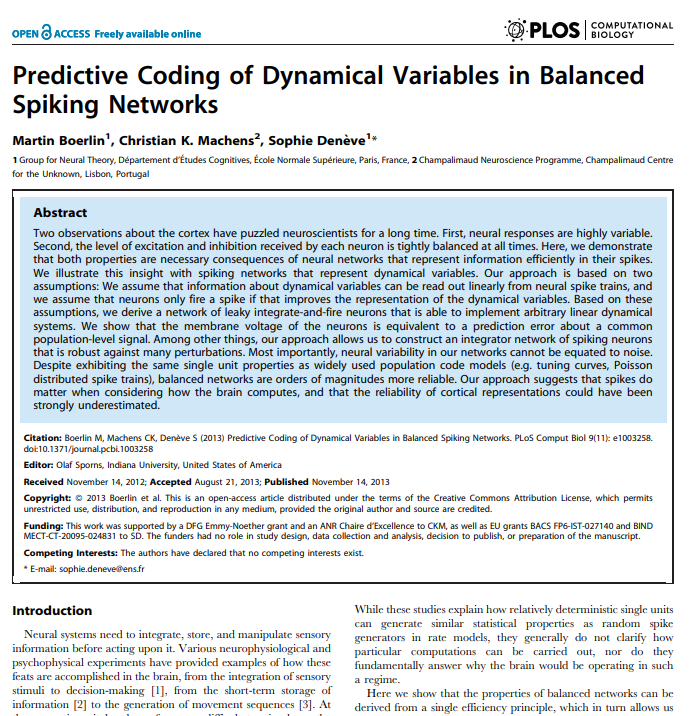 OPEN ACCESS Freely available online
PLOS COMPUTATIONAL BIOLOGY
Predictive Coding of Dynamical Variables in Balanced
Spiking Networks
Martin Boerlin1, Christian K. Machens2, Sophie Denève1*
1 Group for Neural Theory, Département d'Études Cognitives, École Normale Supérieure, Paris, France, 2 Champalimaud Neuroscience Programme, Champalimaud Centre
for the Unknown, Lisbon, Portugal
Abstract
Two observations about the cortex have puzzled neuroscientists for a long time. First, neural responses are highly variable.
Second, the level of excitation and inhibition received by each neuron is tightly balanced at all times. Here, we demonstrate
that both properties are necessary consequences of neural networks that represent information efficiently in their spikes.
We illustrate this insight with spiking networks that represent dynamical variables. Our approach is based on two
assumptions: We assume that information about dynamical variables can be read out linearly from neural spike trains, and
we assume that neurons only fire a spike if that improves the representation of the dynamical variables. Based on these
assumptions, we derive a network of leaky integrate-and-fire neurons that is able to implement arbitrary linear dynamical
systems. We show that the membrane voltage of the neurons is equivalent to a prediction error about a common
population-level signal. Among other things, our approach allows us to construct an integrator network of spiking neurons
that is robust against many perturbations. Most importantly, neural variability in our networks cannot be equated to noise.
Despite exhibiting the same single unit properties as widely used population code models (e.g. tuning curves, Poisson
distributed spike trains), balanced networks are orders of magnitudes more reliable. Our approach suggests that spikes do
matter when considering how the brain computes, and that the reliability of cortical representations could have been
strongly underestimated.
Citation: Boerlin M, Machens CK, Denève S (2013) Predictive Coding of Dynamical Variables in Balanced Spiking Networks. PLoS Comput Biol 9(11): e1003258.
doi:10.1371/journal.pcbi.1003258
Editor: Olaf Sporns, Indiana University, United States of America
Received November 14, 2012; Accepted August 21, 2013; Published November 14, 2013
Copyright: © 2013 Boerlin et al. This is an open-access article distributed under the terms of the Creative Commons Attribution License, which permits
unrestricted use, distribution, and reproduction in any medium, provided the original author and source are credited.
Funding: This work was supported by a DFG Emmy-Noether grant and an ANR Chaire d'Excellence to CKM, as well as EU grants BACS FP6-IST-027140 and BIND
MECT-CT-20095-024831 to SD. The funders had no role in study design, data collection and analysis, decision to publish, or preparation of the manuscript.
Competing Interests: The authors have declared that no competing interests exist.
* E-mail: sophie.deneve@ens.fr
Introduction
Neural systems need to integrate, store, and manipulate sensory
information before acting upon it. Various neurophysiological and
psychophysical experiments have provided examples of how these
feats are accomplished in the brain, from the integration of sensory
stimuli to decision-making [1], from the short-term storage of
information [2] to the generation of movement sequences [3]. At
While these studies explain how relatively deterministic single units
can generate similar statistical properties as random spike
generators in rate models, they generally do not clarify how
particular computations can be carried out, nor do they
fundamentally answer why the brain would be operating in such
a regime.
Here we show that the properties of balanced networks can be
derived from a single efficiency principle, which in turn allows us